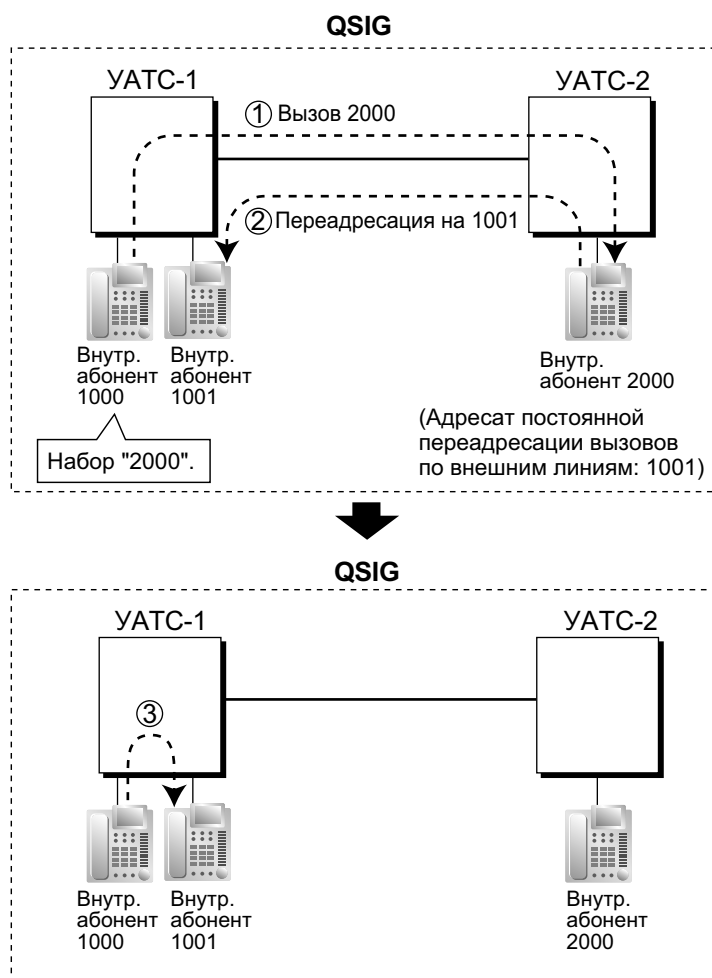 QSIG
УАТС-1
УАТС-2
① Вызов 2000
② Переадресация на 1001
Внутр.
абонент
1000
Внутр.
абонент
1001
Внутр.
абонент 2000
Набор "2000".
(Адресат постоянной
переадресации вызовов
по внешним линиям: 1001)
QSIG
УАТС-1
УАТС-2
③
Внутр.
абонент
1000
Внутр.
абонент
1001
Внутр.
абонент
2000